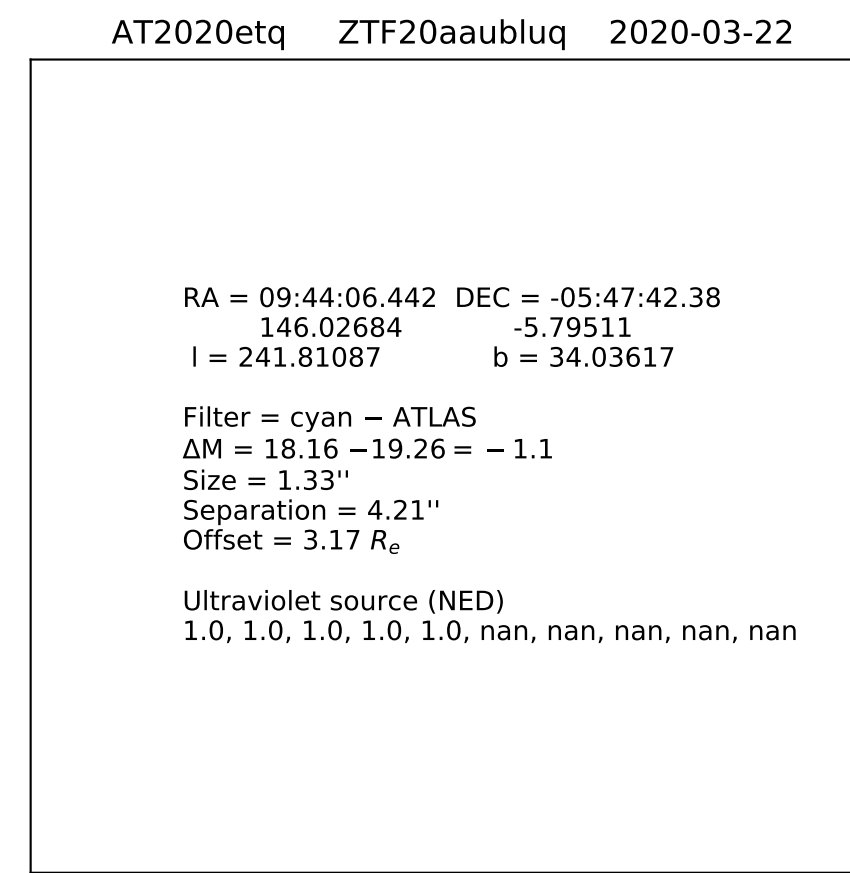 AT2020etq ZTF20aaubluq 2020-03-22
RA = 09:44:06.442 DEC = -05:47:42.38
146.02684 -5.79511
l = 241.81087 b = 34.03617
Filter = cyan − ATLAS
ΔM = 18.16 −19.26 = − 1.1
Size = 1.33''
Separation = 4.21''
Offset = 3.17 Re
Ultraviolet source (NED)
1.0, 1.0, 1.0, 1.0, 1.0, nan, nan, nan, nan, nan